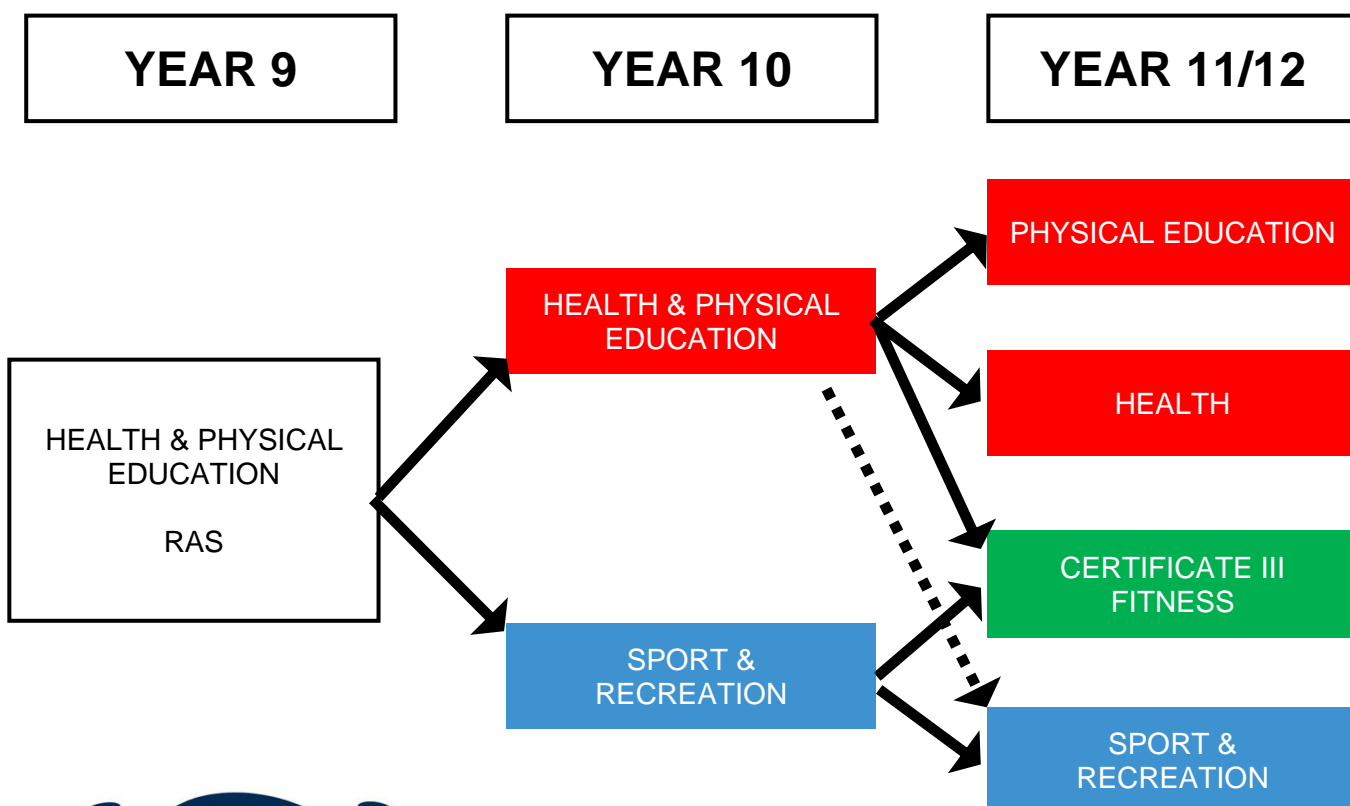 YEAR 9
YEAR 10
YEAR 11/12
HEALTH & PHYSICAL
EDUCATION
RAS
HEALTH & PHYSICAL
EDUCATION
SPORT &
RECREATION
PHYSICAL EDUCATION
HEALTH
CERTIFICATE III
FITNESS
SPORT &
RECREATION